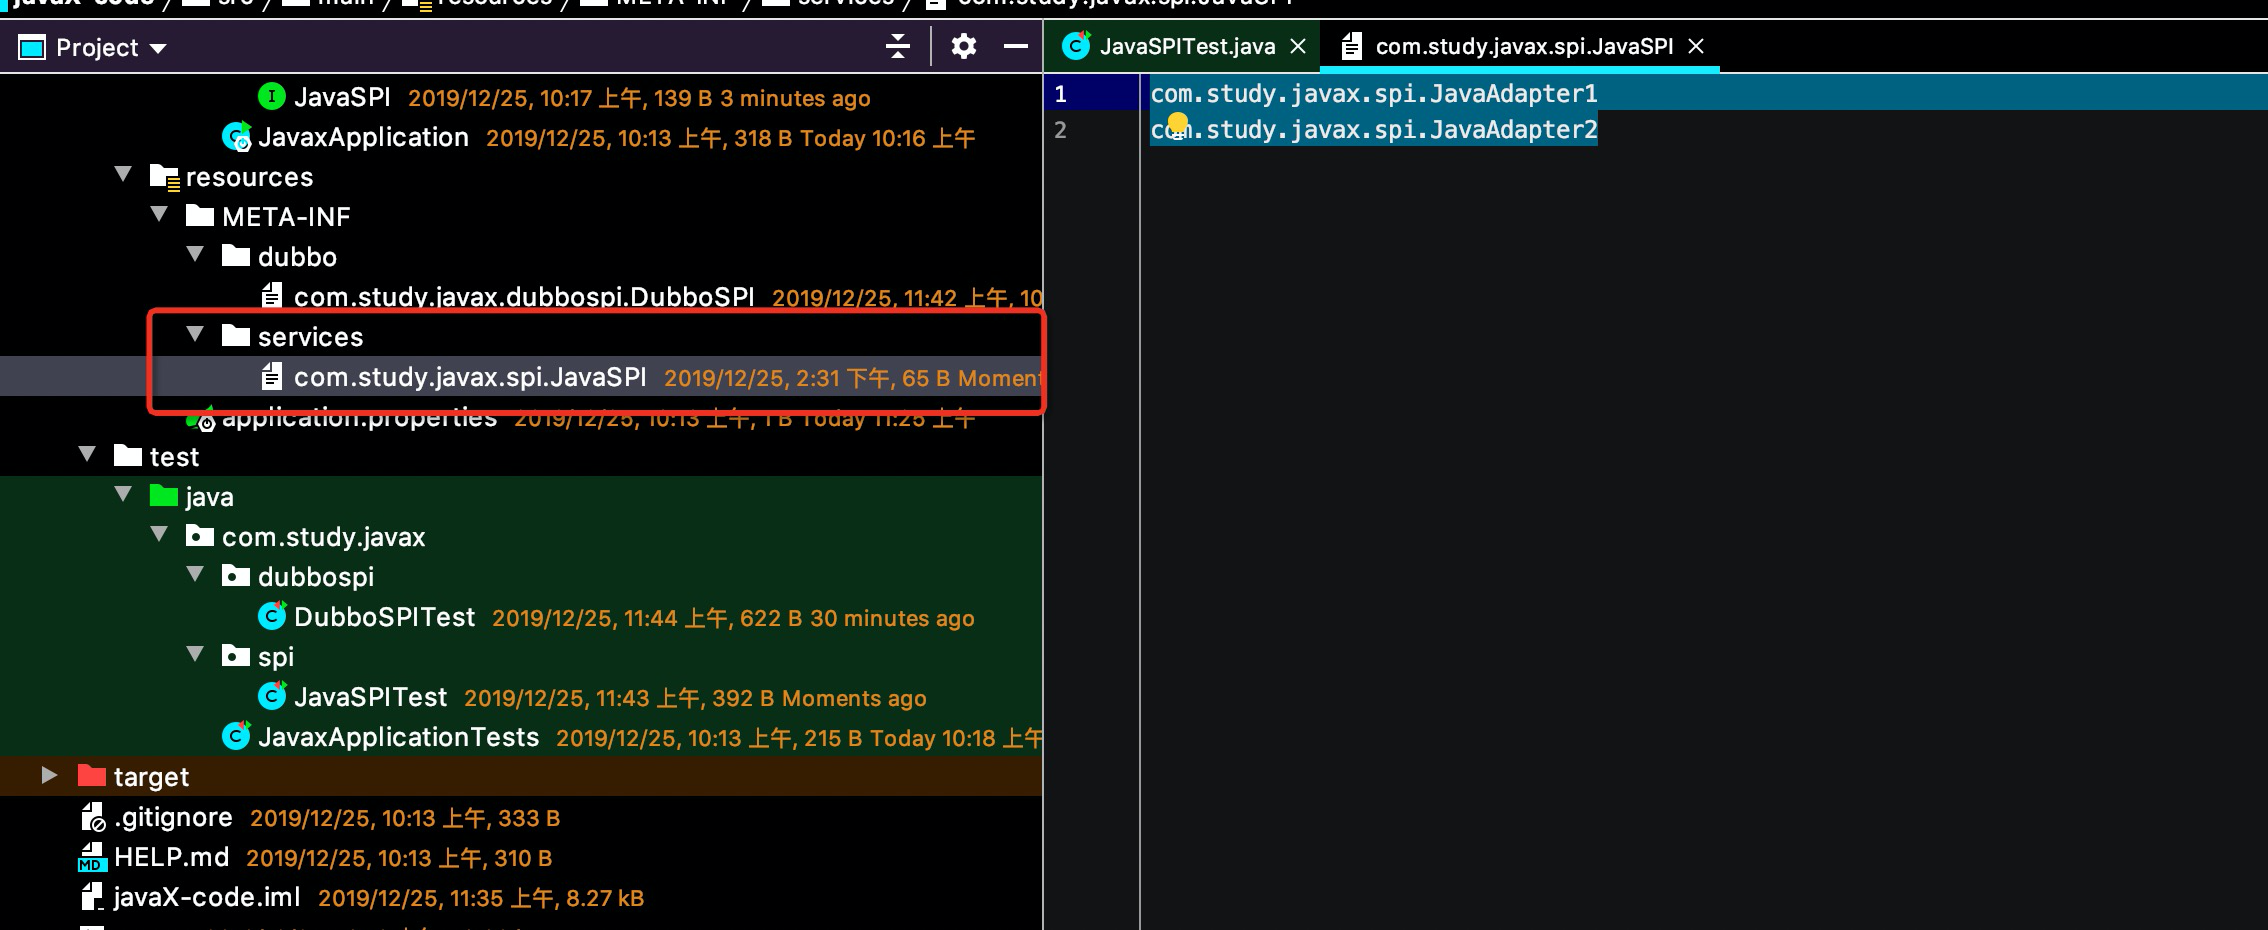 javaX-code / src / main / resources / META-INF / services / com.study.javax.spi.JavaSPI
Project
JavaSPI 2019/12/25, 10:17 上午, 139 B 3 minutes ago
JavaxApplication 2019/12/25, 10:13 上午, 318 B Today 10:16 上午
resources
META-INF
dubbo
com.study.javax.dubbospi.DubboSPI 2019/12/25, 11:42 上午, 10
services
com.study.javax.spi.JavaSPI 2019/12/25, 2:31 下午, 65 B Moment
application.properties 2019/12/25, 10:13 上午, 1 B Today 11:25 上午
test
java
com.study.javax
dubbospi
DubboSPITest 2019/12/25, 11:44 上午, 622 B 30 minutes ago
spi
JavaSPITest 2019/12/25, 11:43 上午, 392 B Moments ago
JavaxApplicationTests 2019/12/25, 10:13 上午, 215 B Today 10:18 上午
target
.gitignore 2019/12/25, 10:13 上午, 333 B
HELP.md 2019/12/25, 10:13 上午, 310 B
javaX-code.iml 2019/12/25, 11:35 上午, 8.27 kB
JavaSPITest.java
com.study.javax.spi.JavaSPI
1 com.study.javax.spi.JavaAdapter1
2 com.study.javax.spi.JavaAdapter2